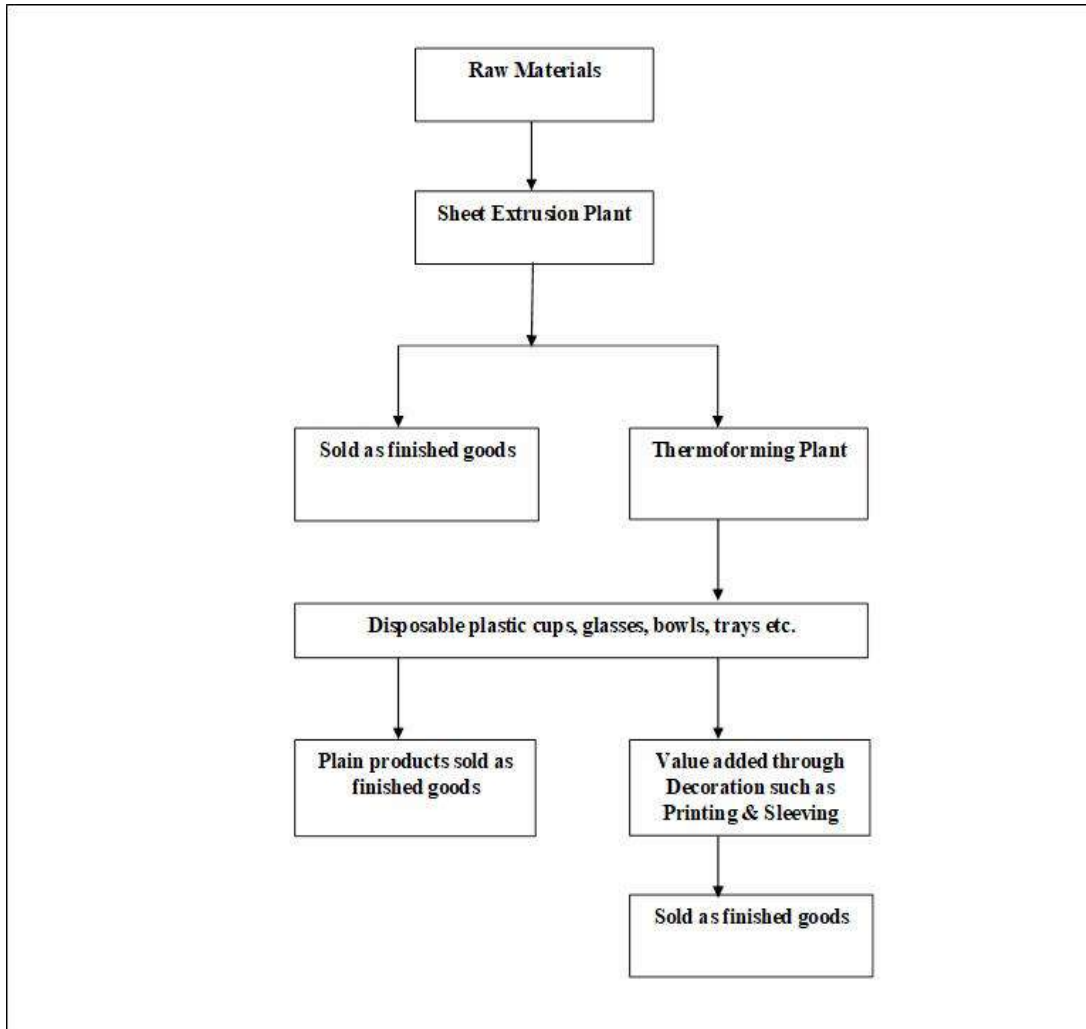 Raw Materials
Sheet Extrusion Plant
Sold as finished goods
Thermoforming Plant
Disposable plastic cups, glasses, bowls, trays etc.
Plain products sold as
finished goods
Value added through
Decoration such as
Printing & Sleeving
Sold as finished goods